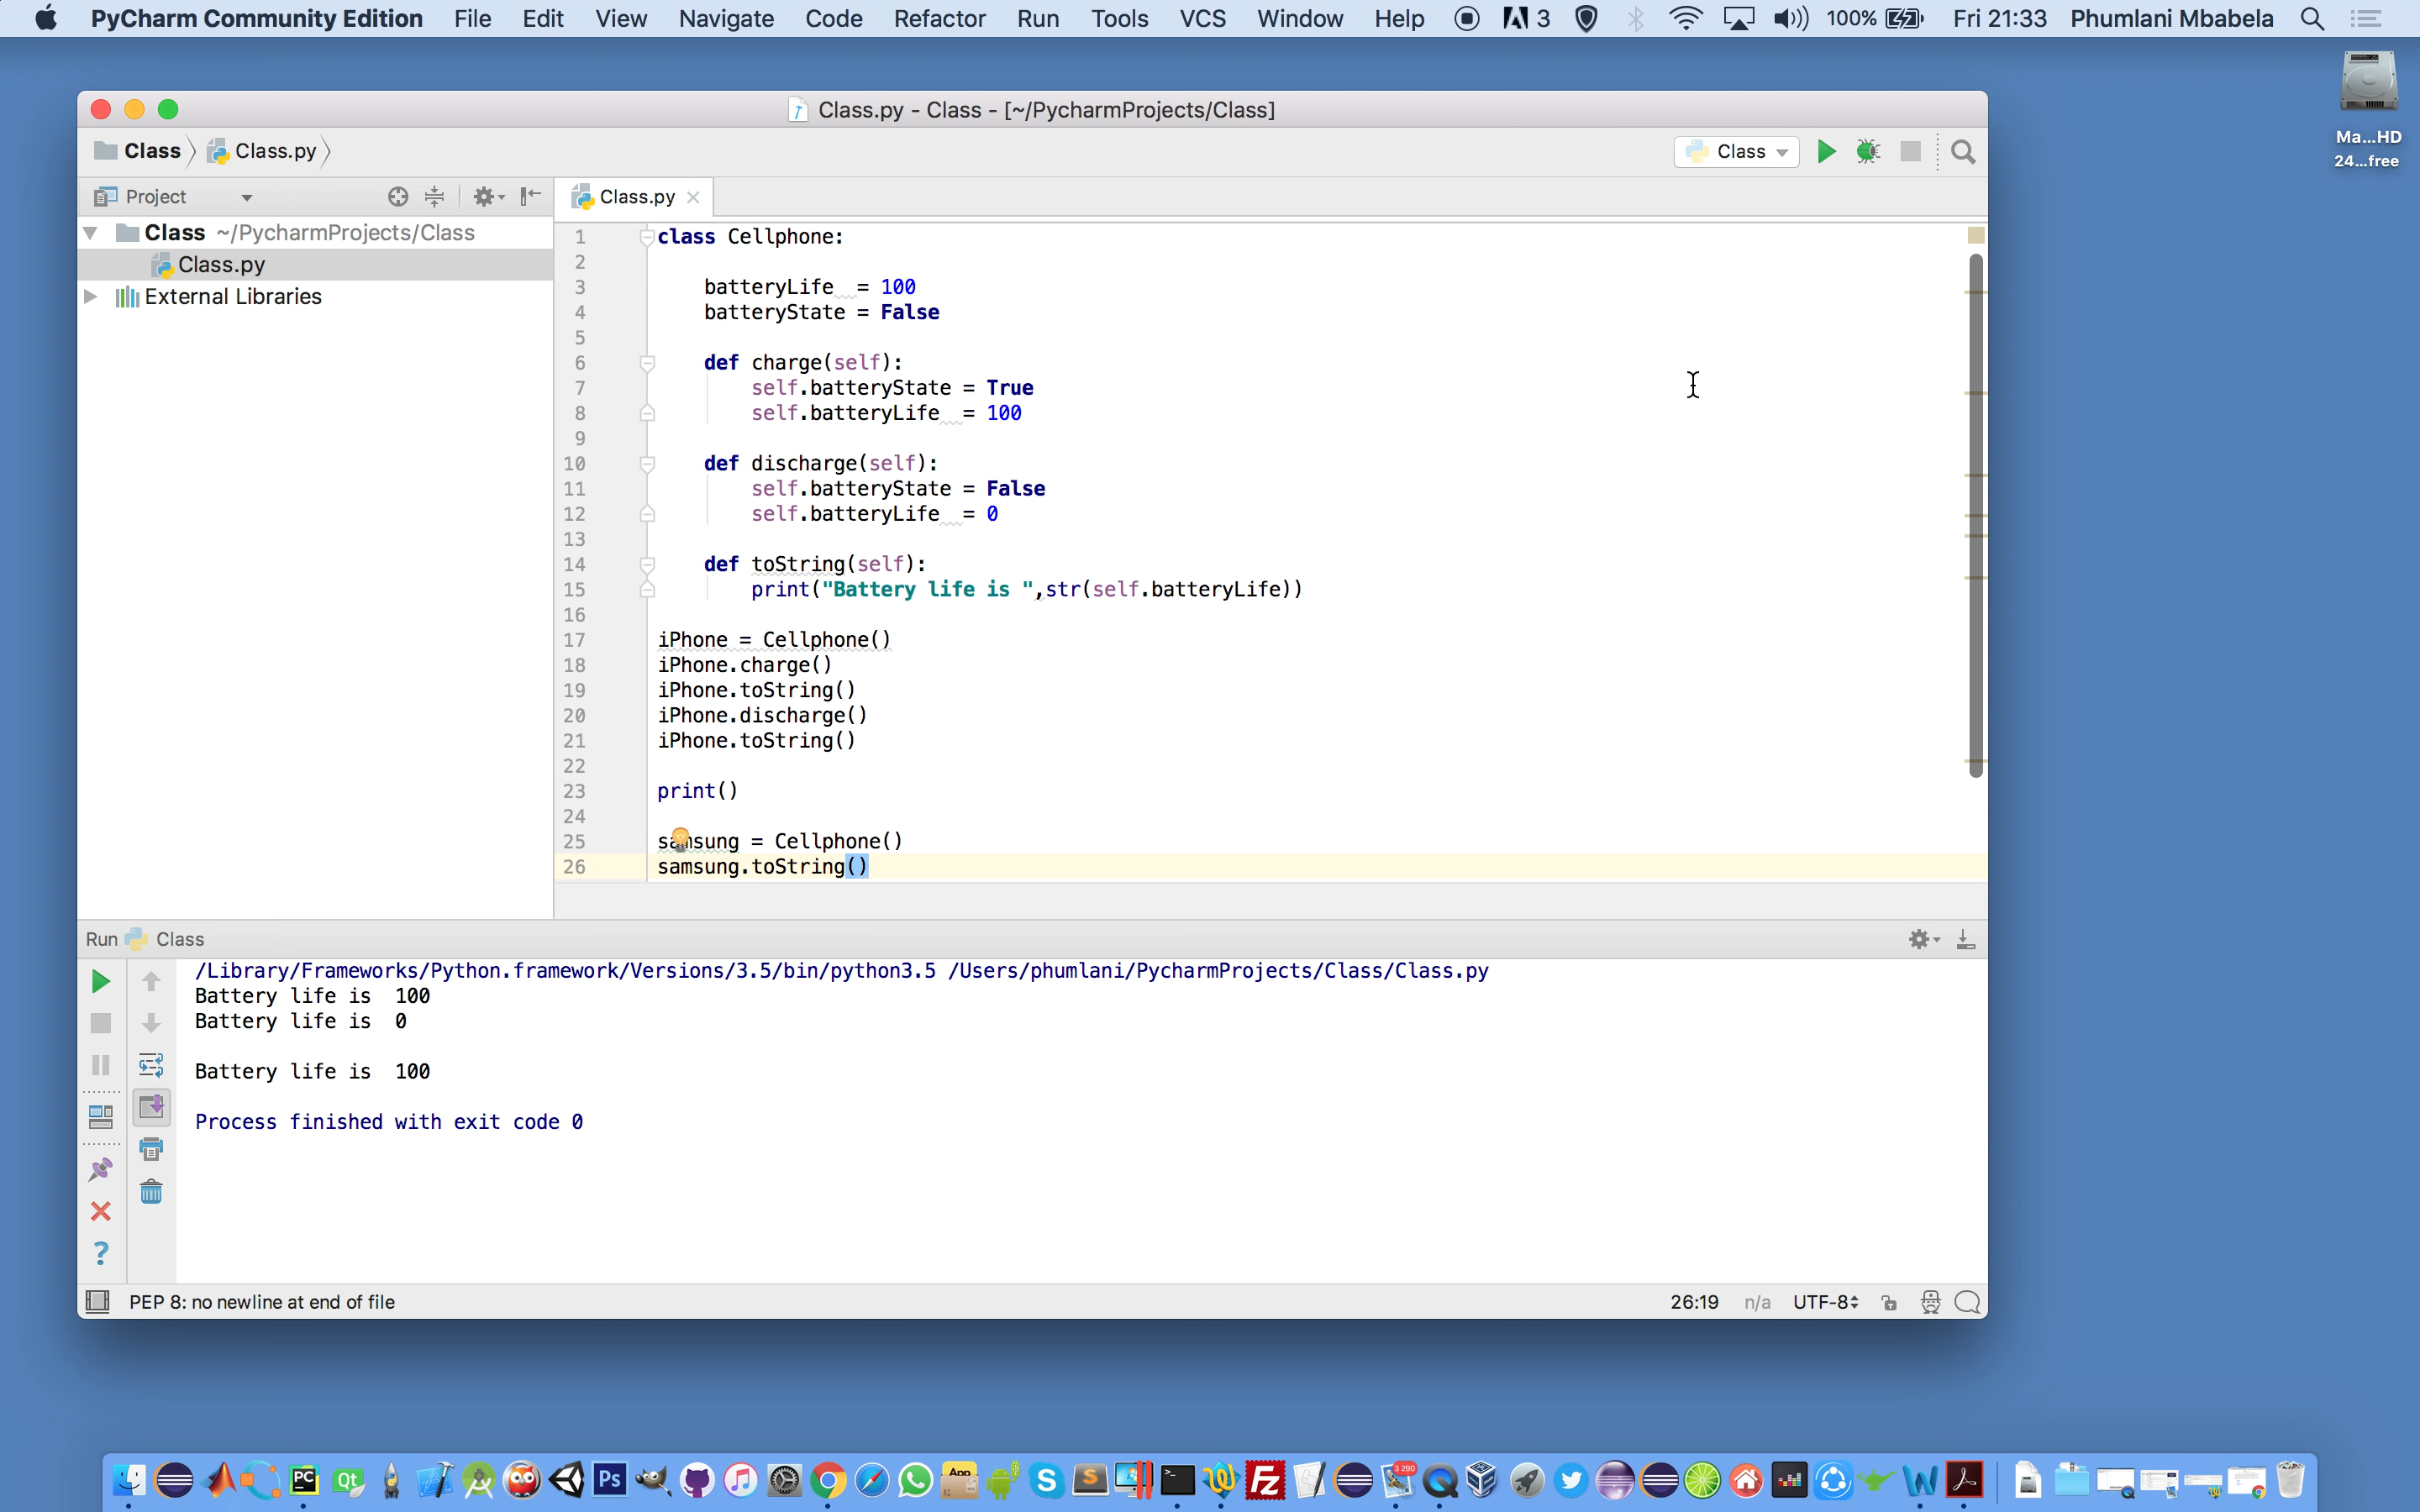 PyCharm Community Edition File Edit View Navigate Code Refactor Run Tools VCS Window Help 3 100% Fri 21:33 Phumlani Mbabela
Ma...HD
24...free
Class.py - Class - [~/PycharmProjects/Class]
Class Class.py Class
Project Class.py
Class ~/PycharmProjects/Class
Class.py
External Libraries
1 class Cellphone:
2
3 batteryLife  = 100
4 batteryState = False
5
6 def charge(self):
7 self.batteryState = True
8 self.batteryLife  = 100
9
10 def discharge(self):
11 self.batteryState = False
12 self.batteryLife  = 0
13
14 def toString(self):
15 print("Battery life is ",str(self.batteryLife))
16
17 iPhone = Cellphone()
18 iPhone.charge()
19 iPhone.toString()
20 iPhone.discharge()
21 iPhone.toString()
22
23 print()
24
25 samsung = Cellphone()
26 samsung.toString()
Run Class
/Library/Frameworks/Python.framework/Versions/3.5/bin/python3.5 /Users/phumlani/PycharmProjects/Class/Class.py
Battery life is  100
Battery life is  0
Battery life is  100
Process finished with exit code 0
PEP 8: no newline at end of file 26:19 n/a UTF-8
PC Qt Ps App S S FZ 3 290 W